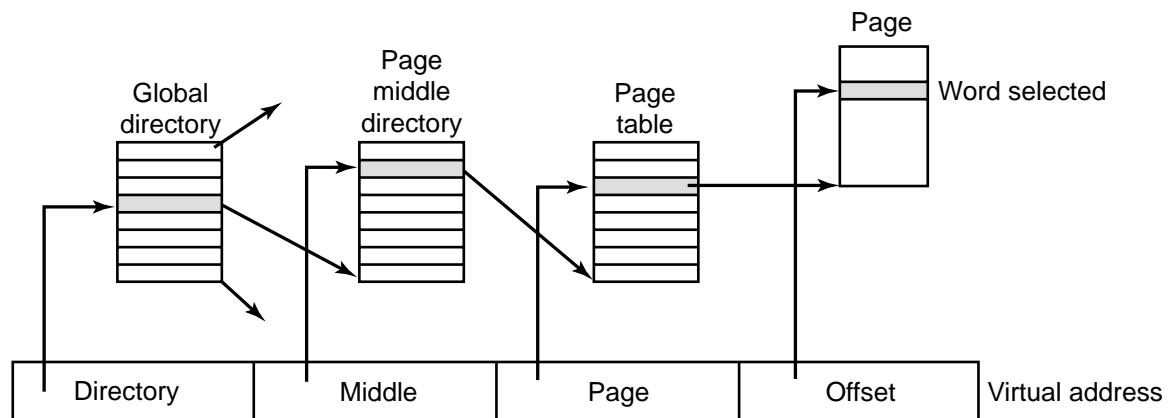 Global
directory
Page
middle
directory
Page
table
Page
Word selected
Directory
Middle
Page
Offset
Virtual address